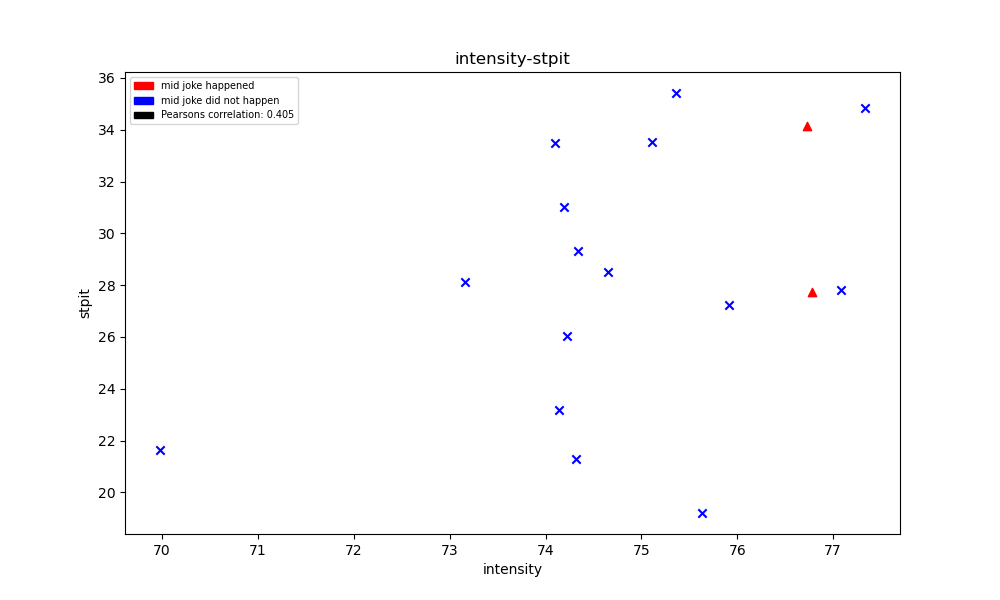 intensity-stpit
mid joke happened
mid joke did not happen
Pearsons correlation: 0.405
36
34
32
30
28
26
24
22
20
stpit
70 71 72 73 74 75 76 77
intensity